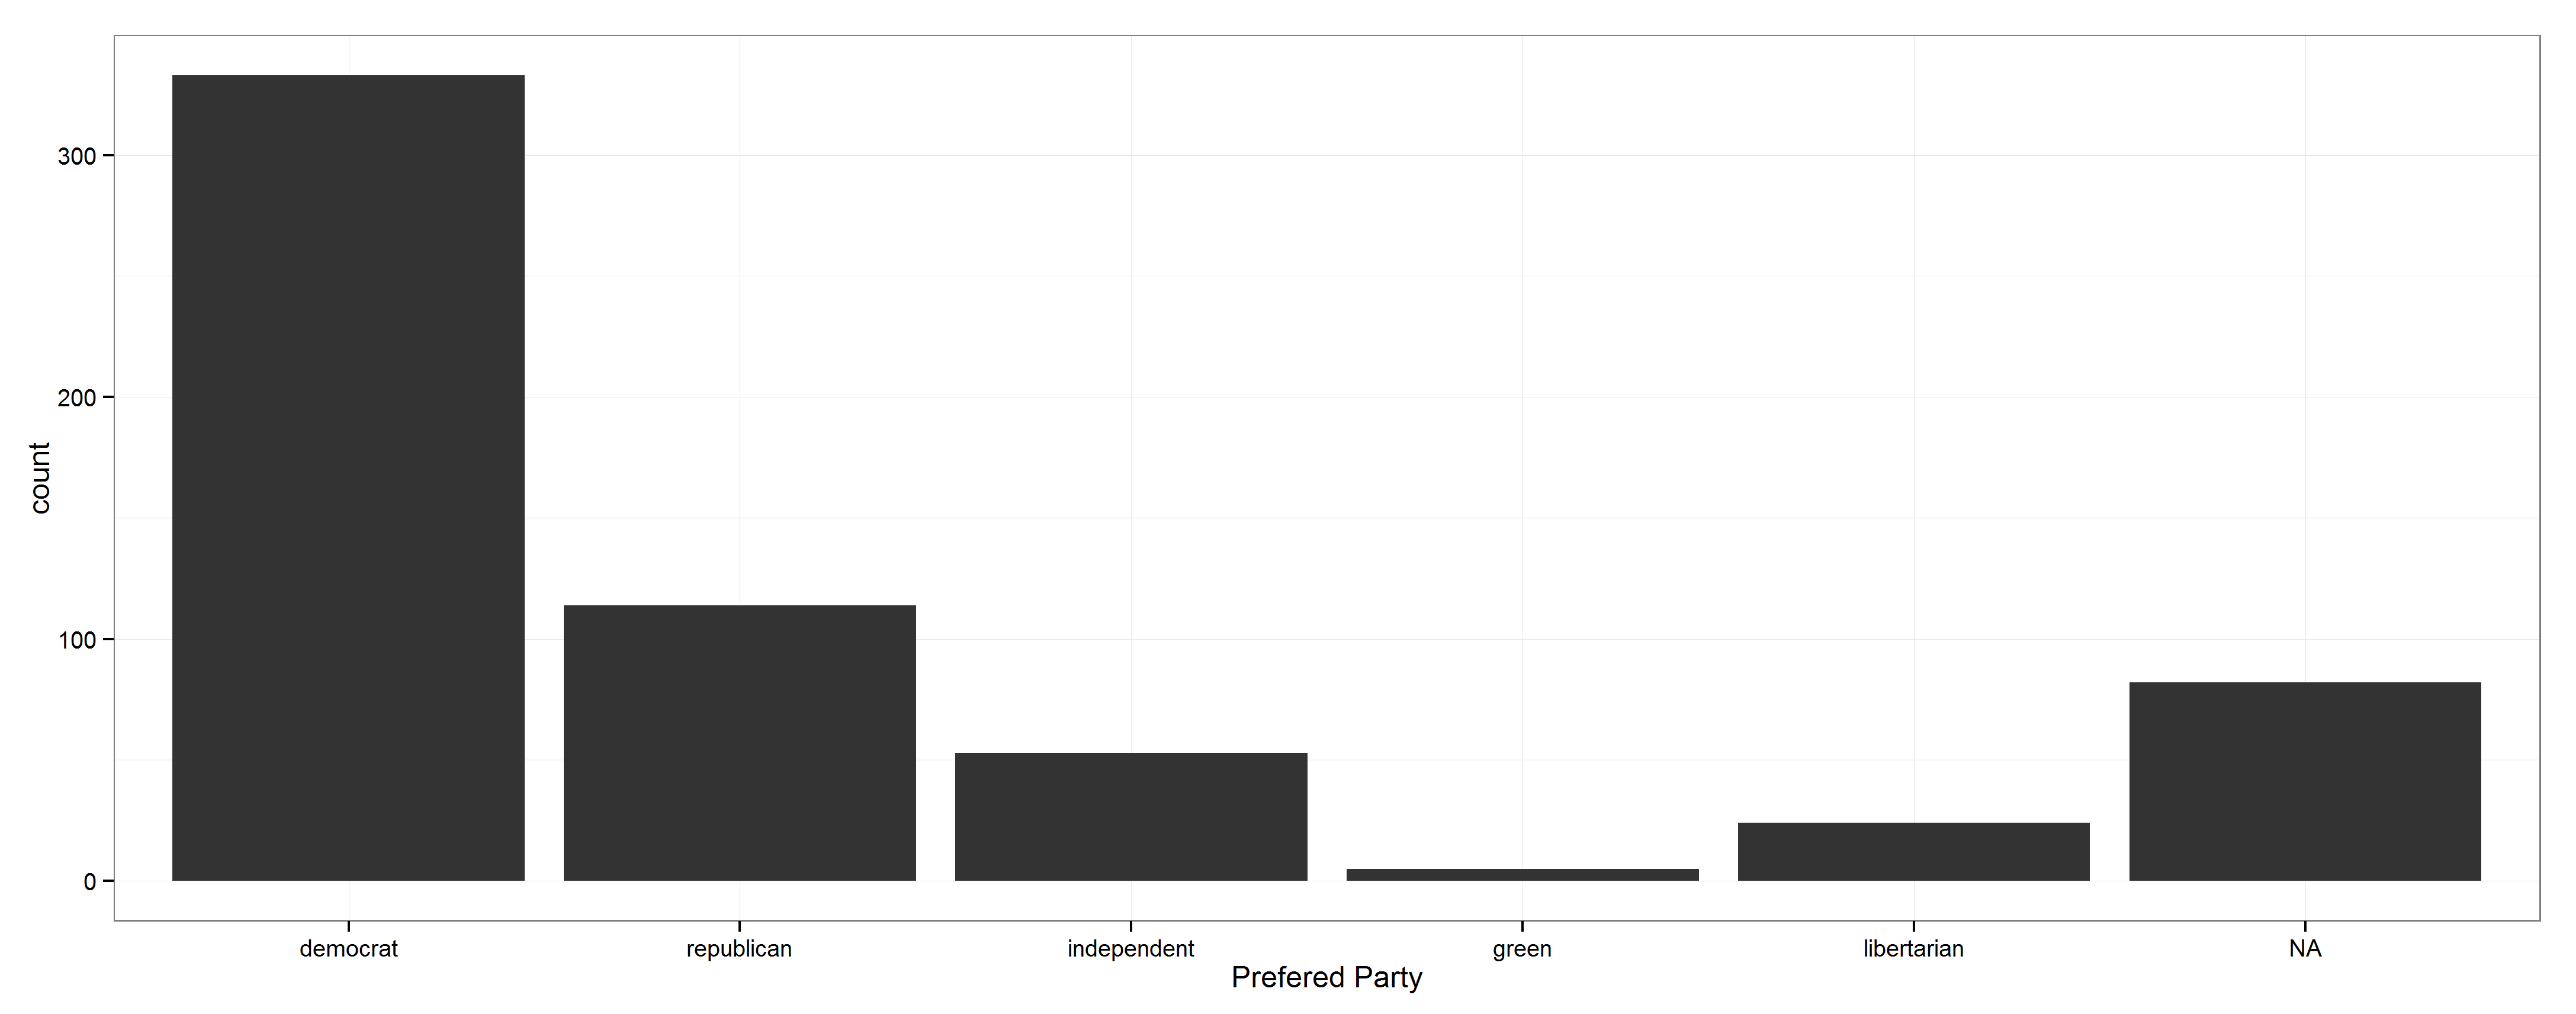 300
200
100
0
count
democrat republican independent green libertarian NA
Prefered Party